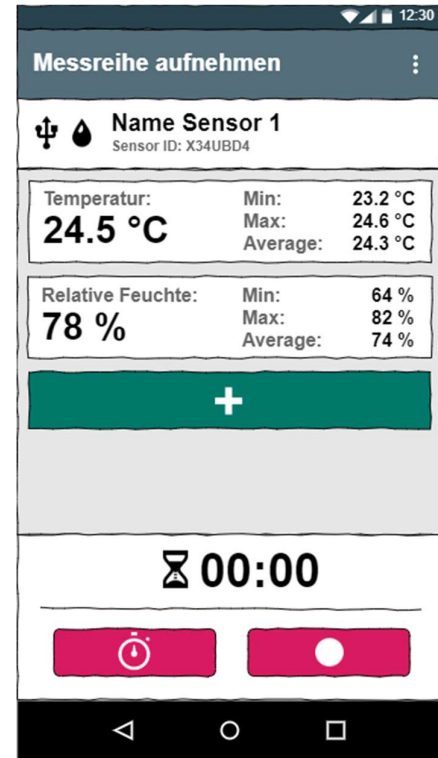 12:30
Messreihe aufnehmen
Name Sensor 1
Sensor ID: X34UBD4
Temperatur:
24.5 °C
Min: 23.2 °C
Max: 24.6 °C
Average: 24.3 °C
Relative Feuchte:
78 %
Min: 64 %
Max: 82 %
Average: 74 %
+
00:00